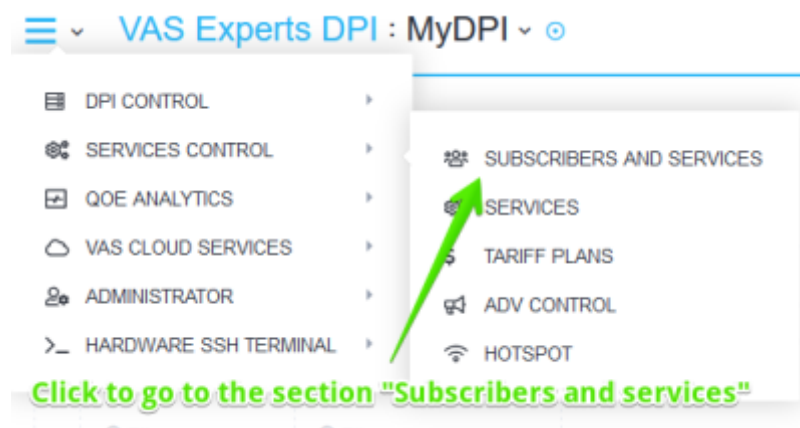 VAS Experts DPI : MyDPI
DPI CONTROL
SERVICES CONTROL
QOE ANALYTICS
VAS CLOUD SERVICES
ADMINISTRATOR
>_ HARDWARE SSH TERMINAL
SUBSCRIBERS AND SERVICES
SERVICES
$ TARIFF PLANS
ADV CONTROL
HOTSPOT
Click to go to the section "Subscribers and services"